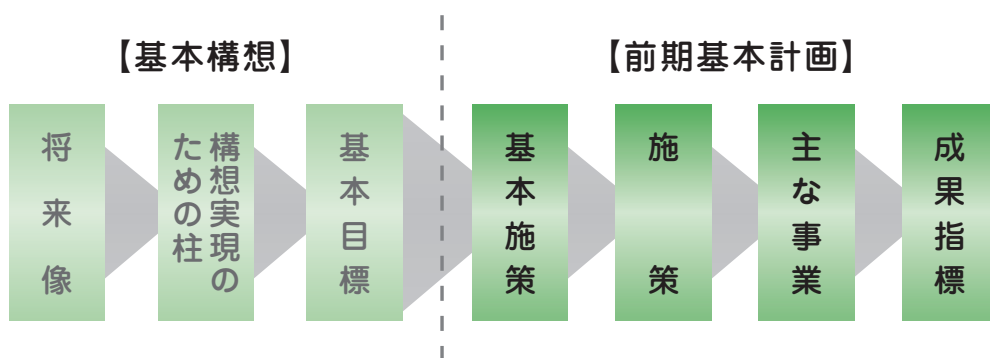 【基本構想】
【前期基本計画】
将来像
構想実現の
ための柱
基本目標
基本施策
施策
主な事業
成果指標